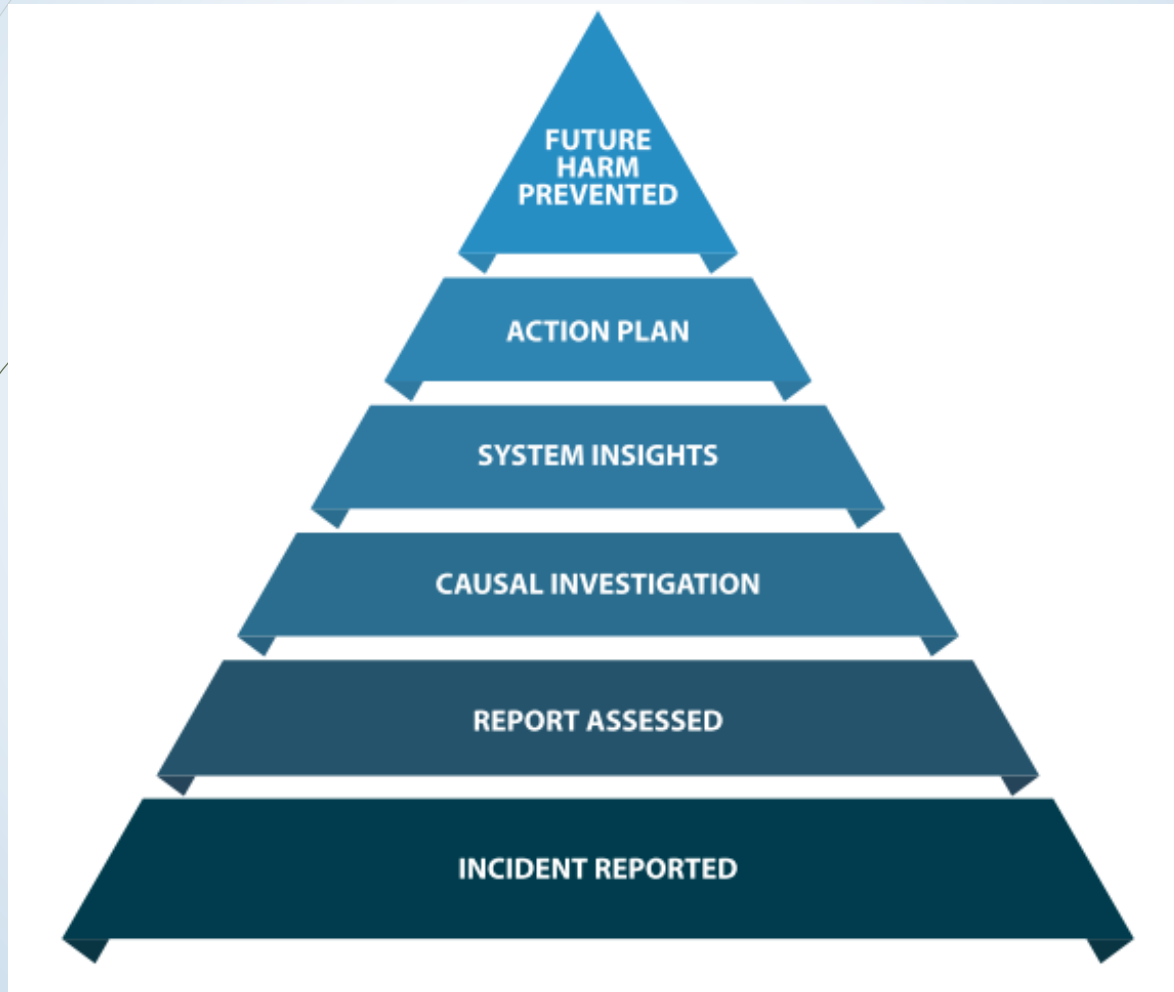 FUTURE
HARM
PREVENTED
ACTION PLAN
SYSTEM INSIGHTS
CAUSAL INVESTIGATION
REPORT ASSESSED
INCIDENT REPORTED